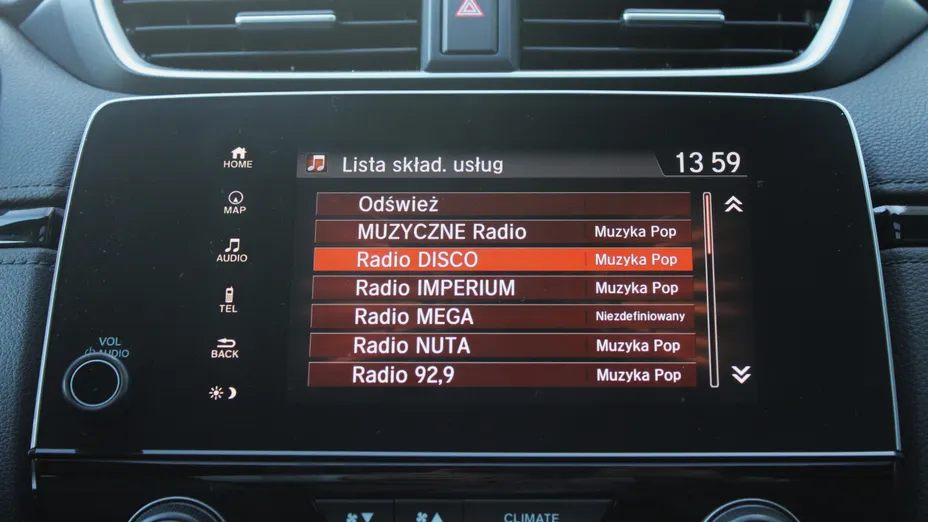 HOME
MAP
AUDIO
TEL
BACK
VOL
AUDIO
Lista skład. usług 13 59
Odśwież
MUZYCZNE Radio Muzyka Pop
Radio DISCO Muzyka Pop
Radio IMPERIUM Muzyka Pop
Radio MEGA Niezdefiniowany
Radio NUTA Muzyka Pop
Radio 92,9 Muzyka Pop
CLIMATE